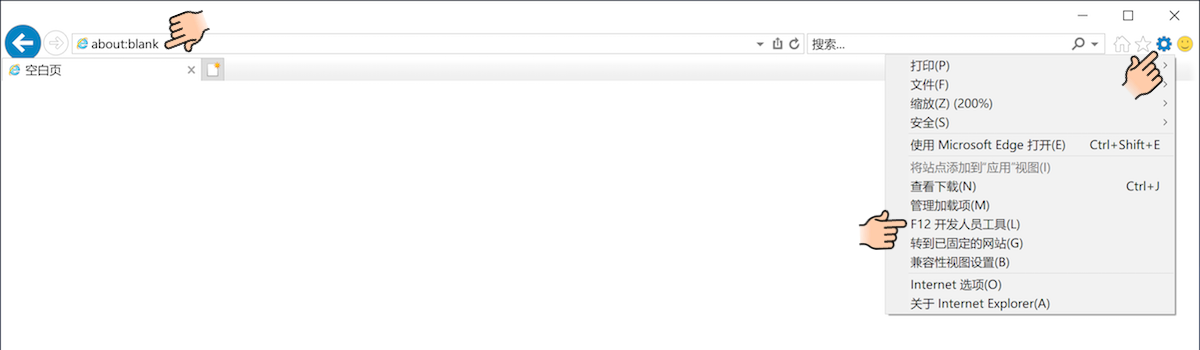 about:blank
搜索...
空白页
打印(P)
文件(F)
缩放(Z) (200%)
安全(S)
使用 Microsoft Edge 打开(E) Ctrl+Shift+E
将站点添加到“应用”视图(I)
查看下载(N) Ctrl+J
管理加载项(M)
F12 开发人员工具(L)
转到已固定的网站(G)
兼容性视图设置(B)
Internet 选项(O)
关于 Internet Explorer(A)